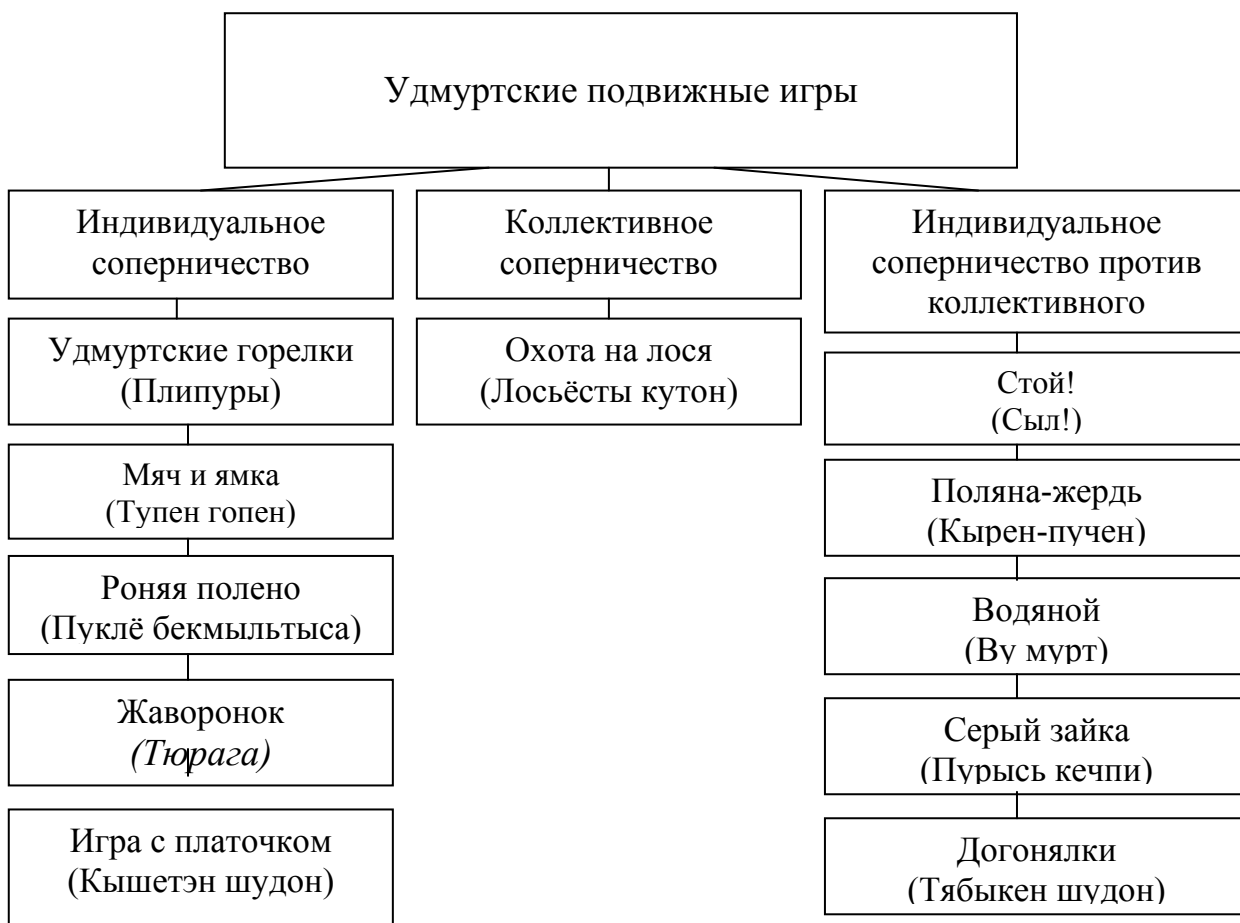 Удмуртские подвижные игры
Индивидуальное
соперничество
Удмуртские горелки
(Плипуры)
Мяч и ямка
(Тупен гопен)
Роняя полено
(Пуклё бекмыльтыса)
Жаворонок
(Тюрага)
Игра с платочком
(Кышетэн шудон)
Коллективное
соперничество
Охота на лося
(Лосьёсты кутон)
Индивидуальное
соперничество против
коллективного
Стой!
(Сыл!)
Поляна-жердь
(Кырен-пучен)
Водяной
(Ву мурт)
Серый зайка
(Пурысь кечпи)
Догонялки
(Тябыкен шудон)